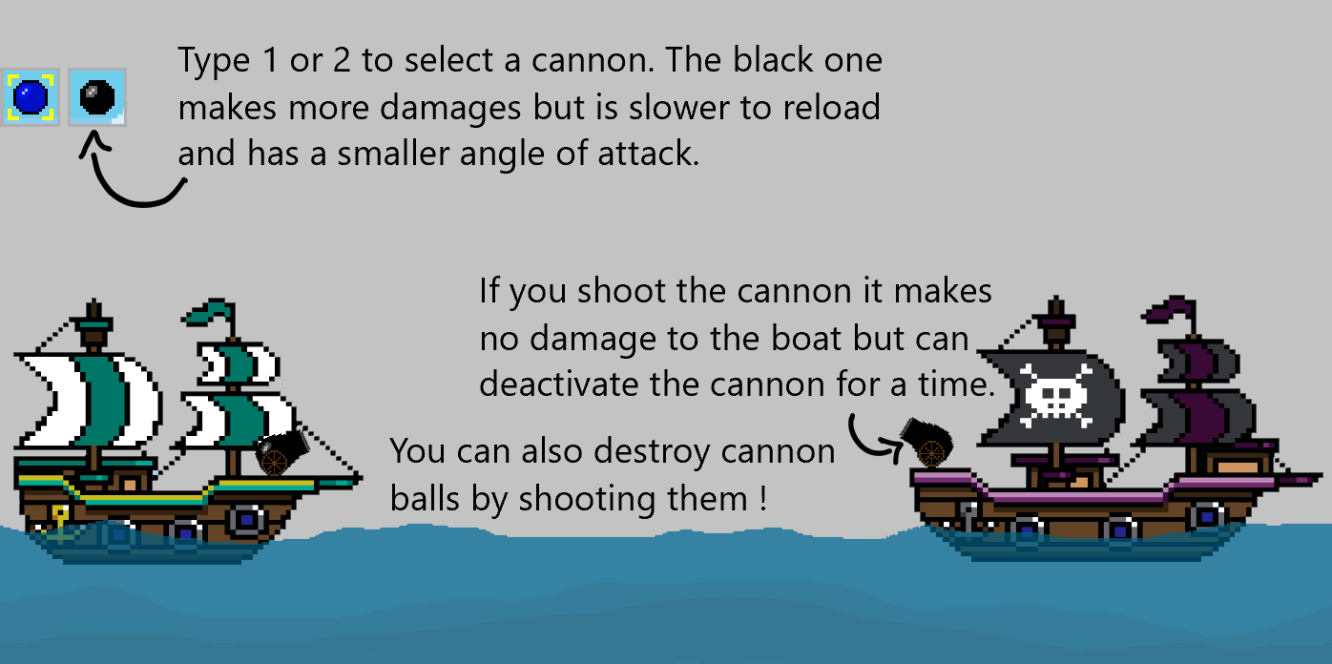 Type 1 or 2 to select a cannon. The black one
makes more damages but is slower to reload
and has a smaller angle of attack.
If you shoot the cannon it makes
no damage to the boat but can
deactivate the cannon for a time.
You can also destroy cannon
balls by shooting them !